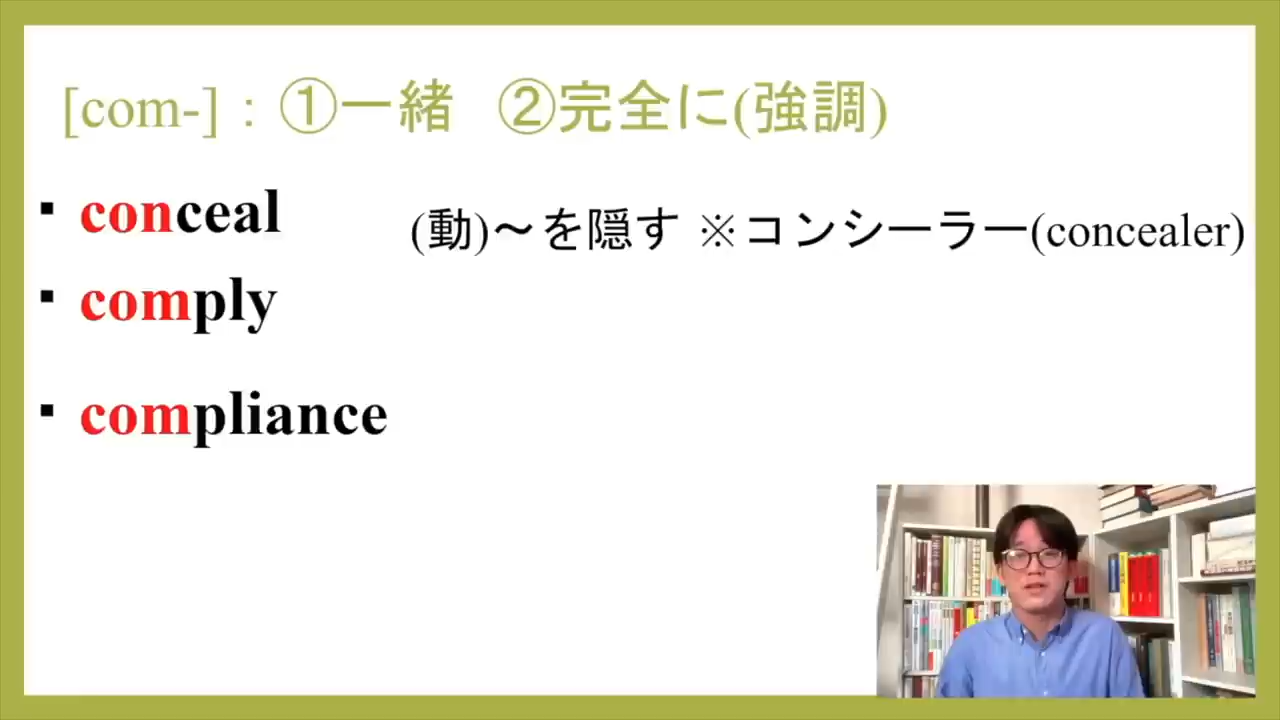 [com-]：①一緒　②完全に(強調)
▪ conceal (動)～を隠す ※コンシーラー(concealer)
▪ comply
▪ compliance